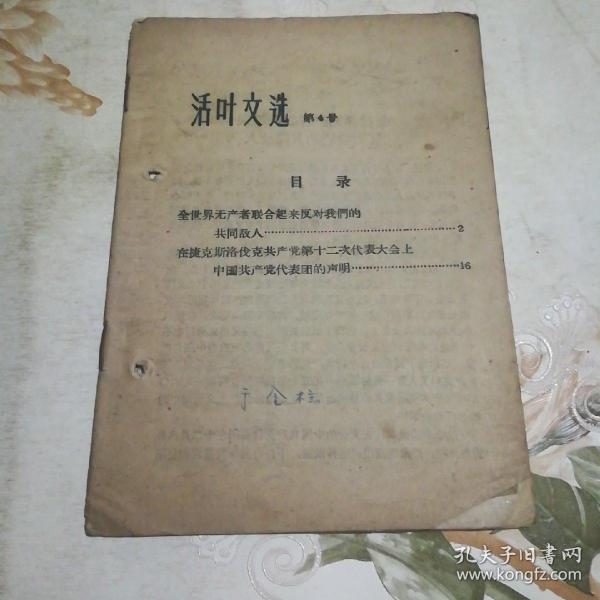 活叶文选 第4号
目录
全世界无产者联合起来反对我們的
共同敌人……2
在捷克斯洛伐克共产党第十二次代表大会上
中国共产党代表团的声明……16
于金柱
孔夫子旧书网
www.kongfz.com